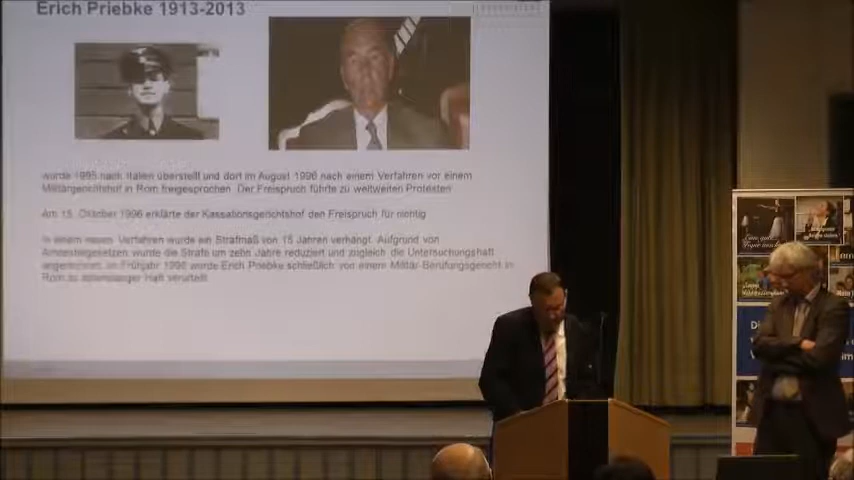 Erich Priebke 1913-2013
wurde 1995 nach Italien überstellt und dort im August 1996 nach einem Verfahren vor einem
Militärgerichtshof in Rom freigesprochen. Der Freispruch führte zu weltweiten Protesten
Am 15. Oktober 1996 erklärte der Kassationsgerichtshof den Freispruch für nichtig
In einem neuen Verfahren wurde ein Strafmaß von 15 Jahren verhängt. Aufgrund von
Amnestiegesetzen wurde die Strafe um zehn Jahre reduziert und zugleich die Untersuchungshaft
angerechnet. Im Frühjahr 1998 wurde Erich Priebke schließlich von einem Militär-Berufungsgericht in
Rom zu lebenslanger Haft verurteilt